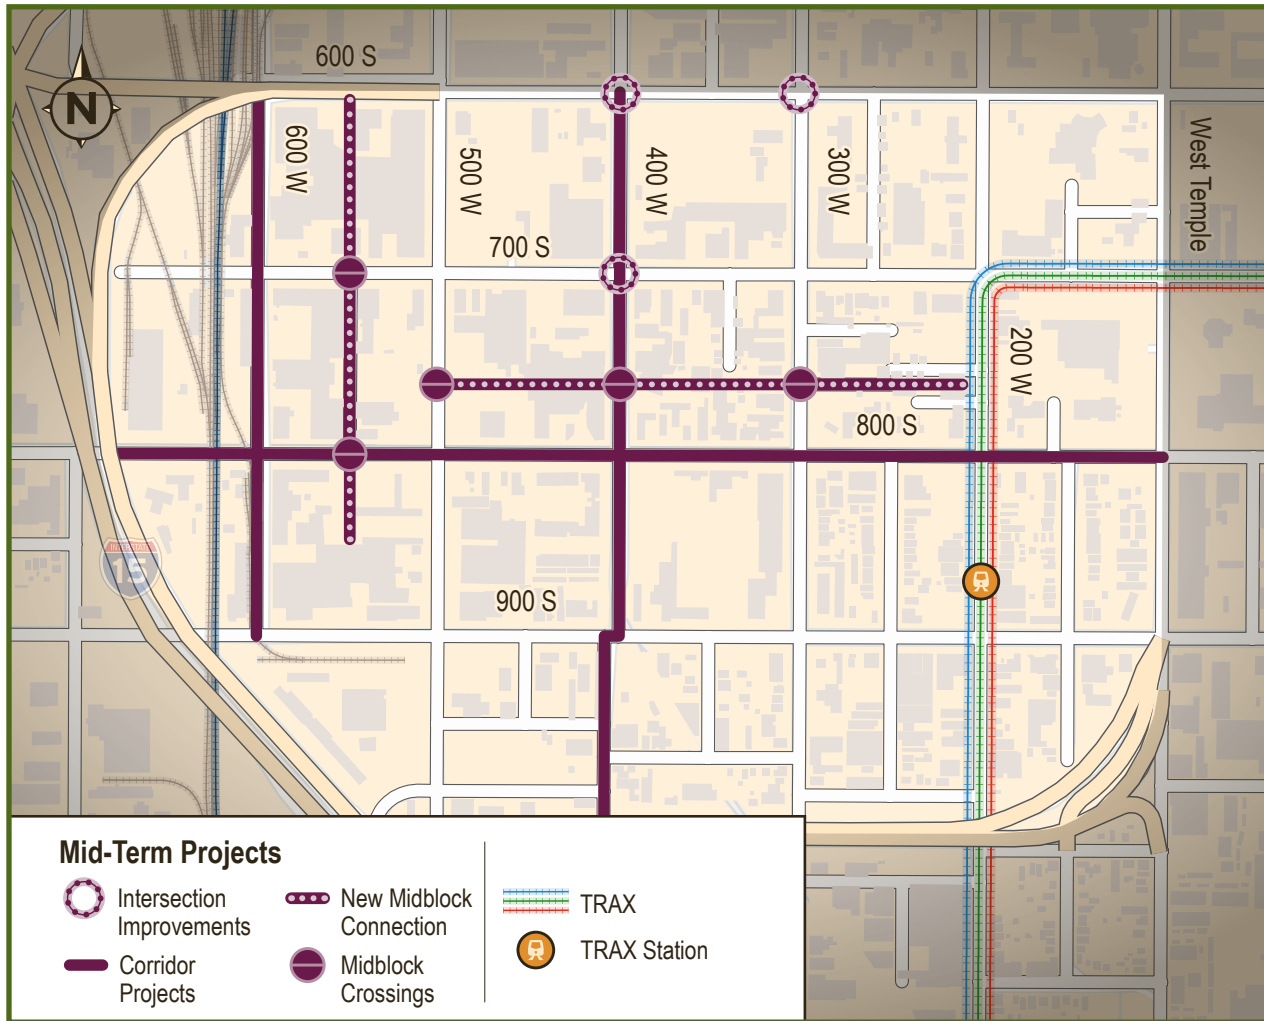 600 S
N
600 W
500 W
400 W
300 W
West Temple
700 S
200 W
800 S
INTERSTATE
15
900 S
Mid-Term Projects
Intersection
Improvements
New Midblock
Connection
Corridor
Projects
Midblock
Crossings
TRAX
TRAX Station